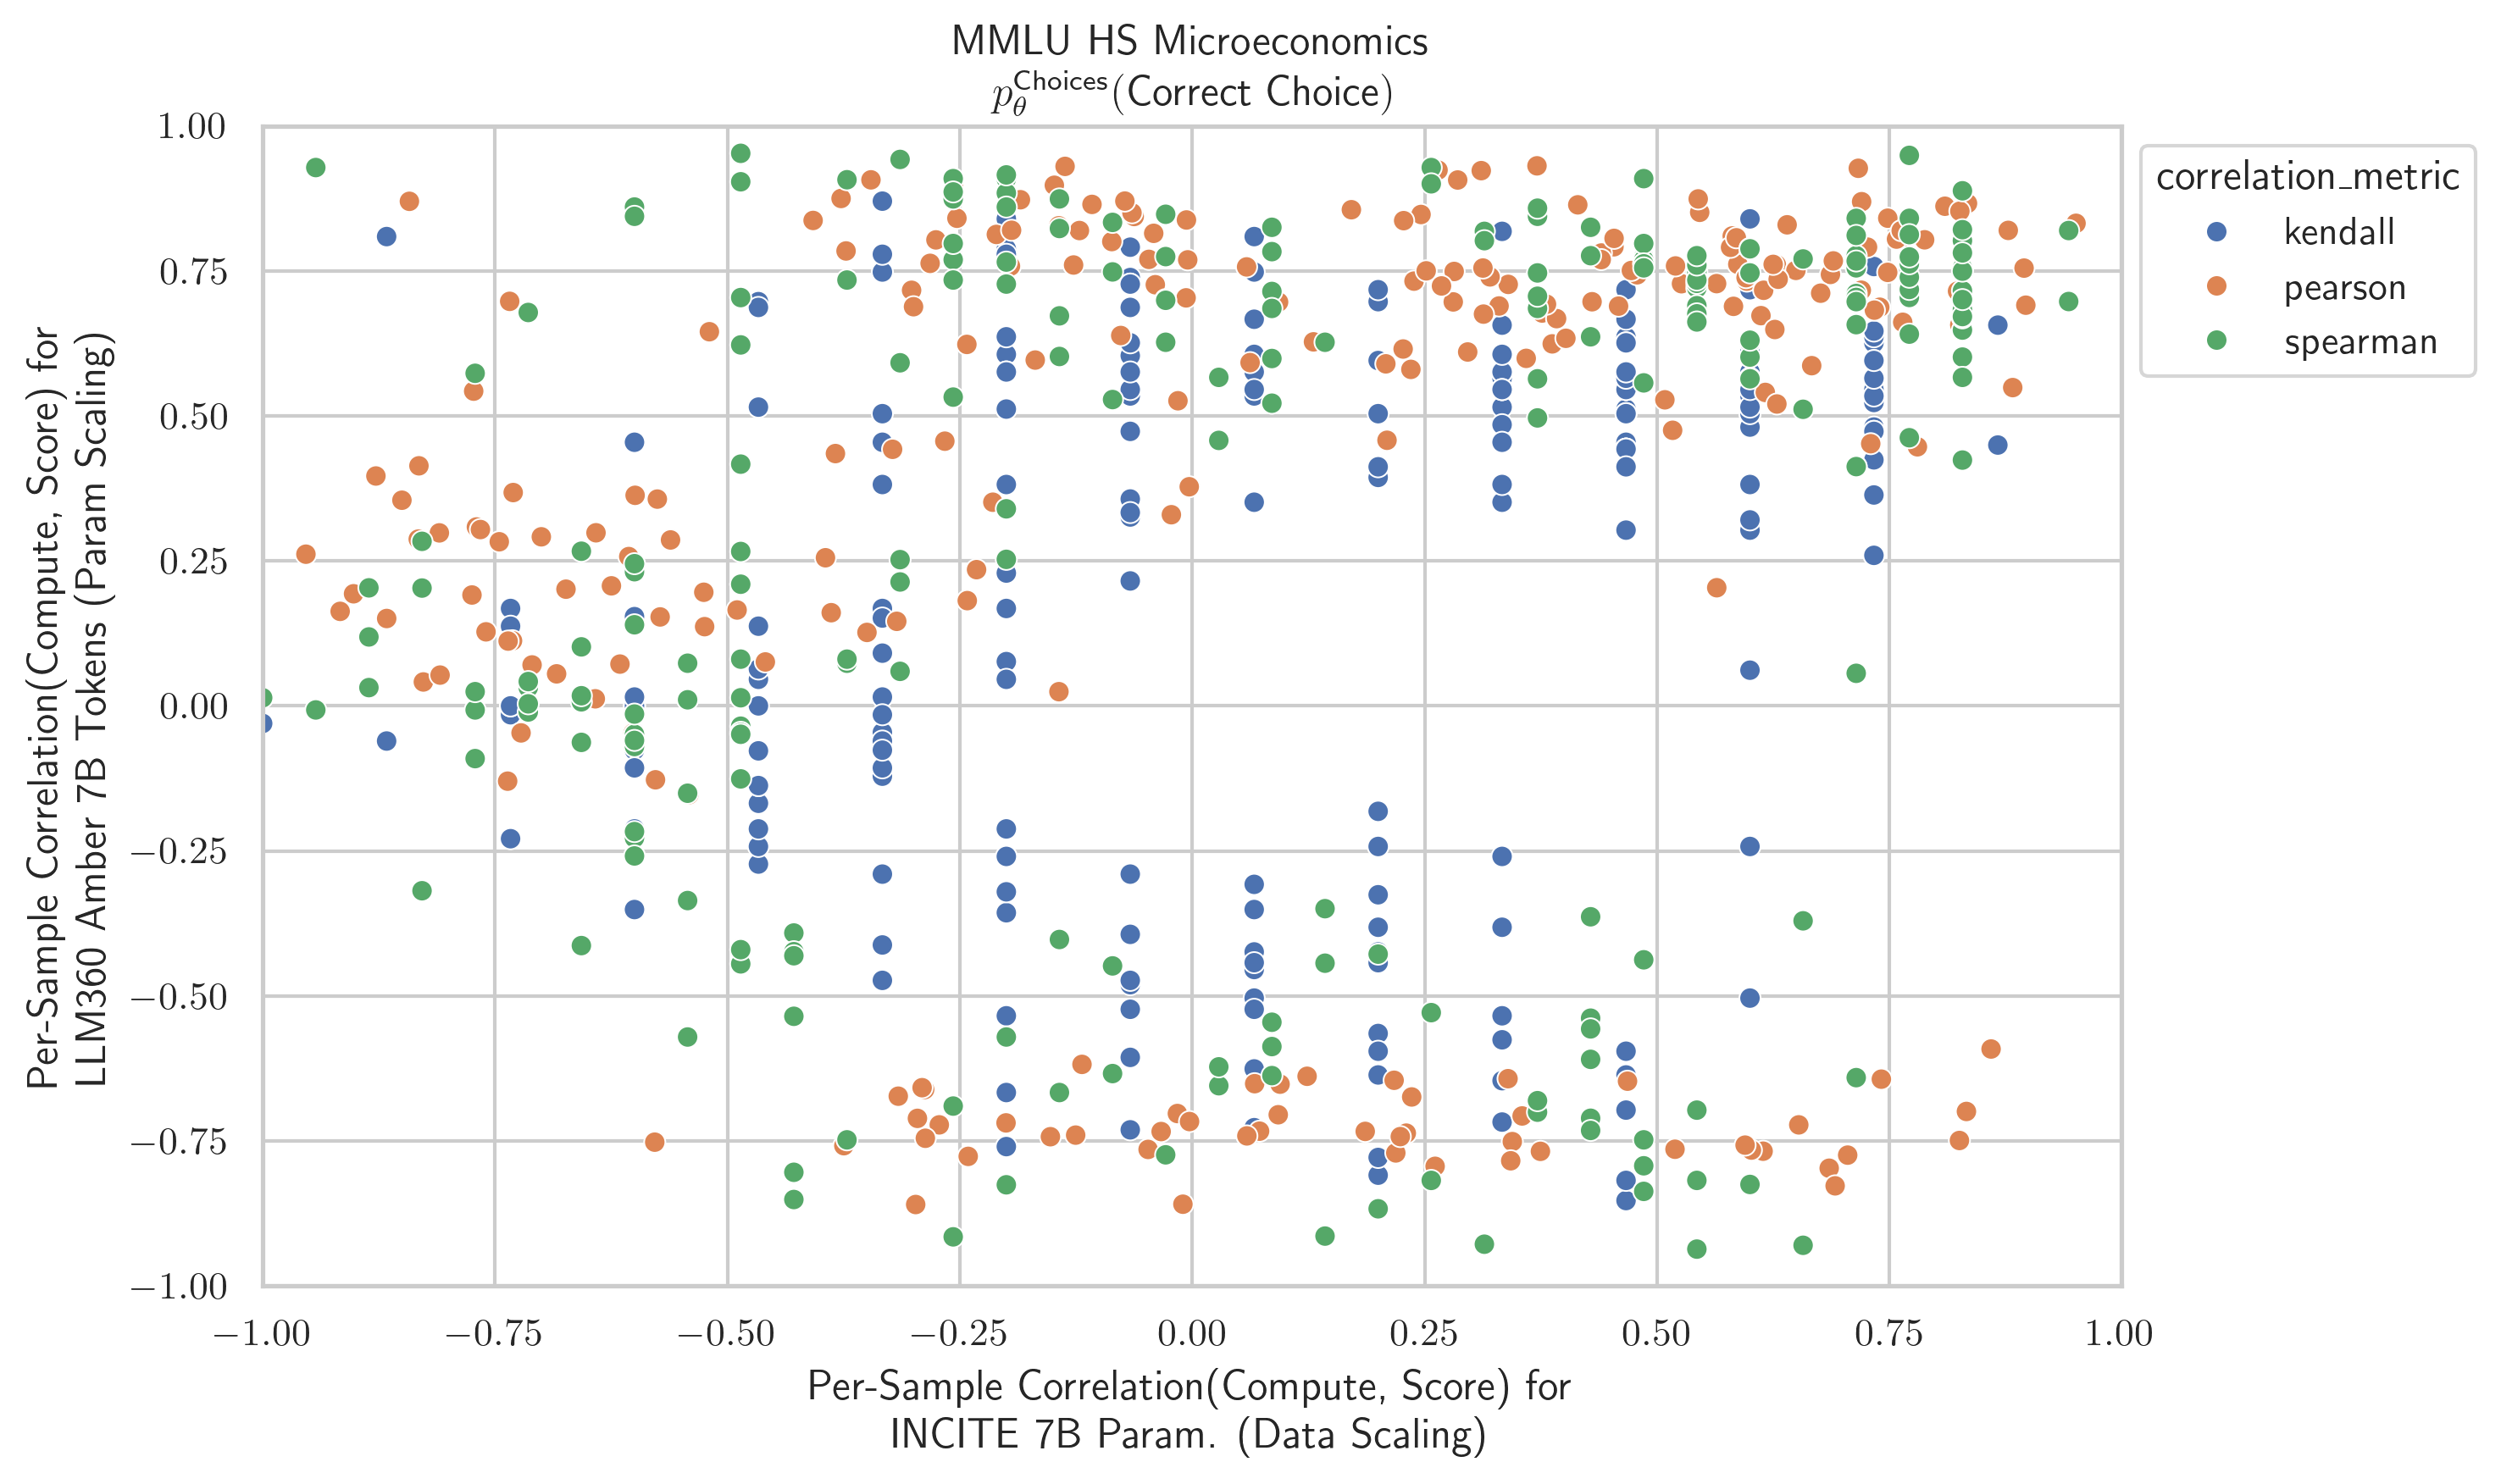 MMLU HS Microeconomics
p_θ^Choices(Correct Choice)
Per-Sample Correlation(Compute, Score) for
LLM360 Amber 7B Tokens (Param Scaling)
1.00
0.75
0.50
0.25
0.00
−0.25
−0.50
−0.75
−1.00
correlation_metric
kendall
pearson
spearman
−1.00 −0.75 −0.50 −0.25 0.00 0.25 0.50 0.75 1.00
Per-Sample Correlation(Compute, Score) for
INCITE 7B Param. (Data Scaling)